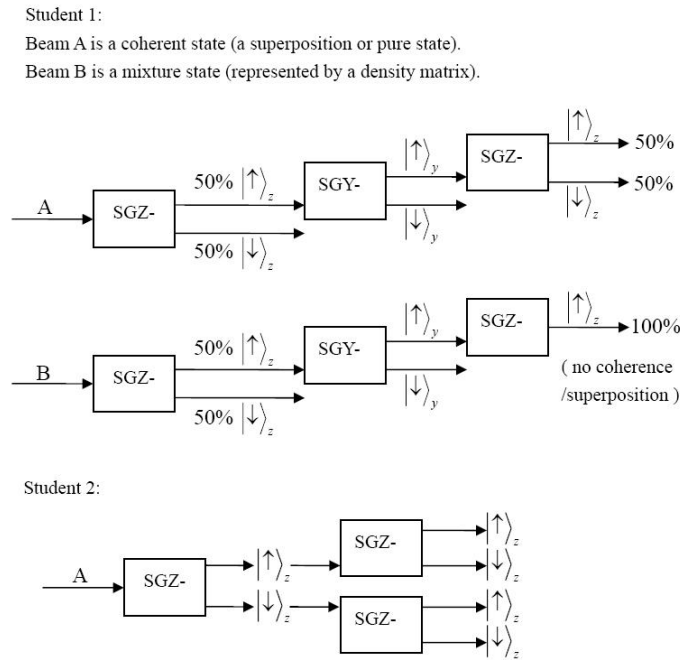 Student 1:
Beam A is a coherent state (a superposition or pure state).
Beam B is a mixture state (represented by a density matrix).
|↑⟩z 50%
50% |↑⟩z SGY- |↑⟩y SGZ-
A SGZ- 50% |↓⟩z |↓⟩y |↓⟩z 50%
|↑⟩z 100%
50% |↑⟩z SGY- |↑⟩y SGZ-
B SGZ- 50% |↓⟩z |↓⟩y ( no coherence
/superposition )
Student 2:
SGZ- |↑⟩z
A SGZ- |↑⟩z |↓⟩z
|↓⟩z SGZ- |↑⟩z
|↓⟩z